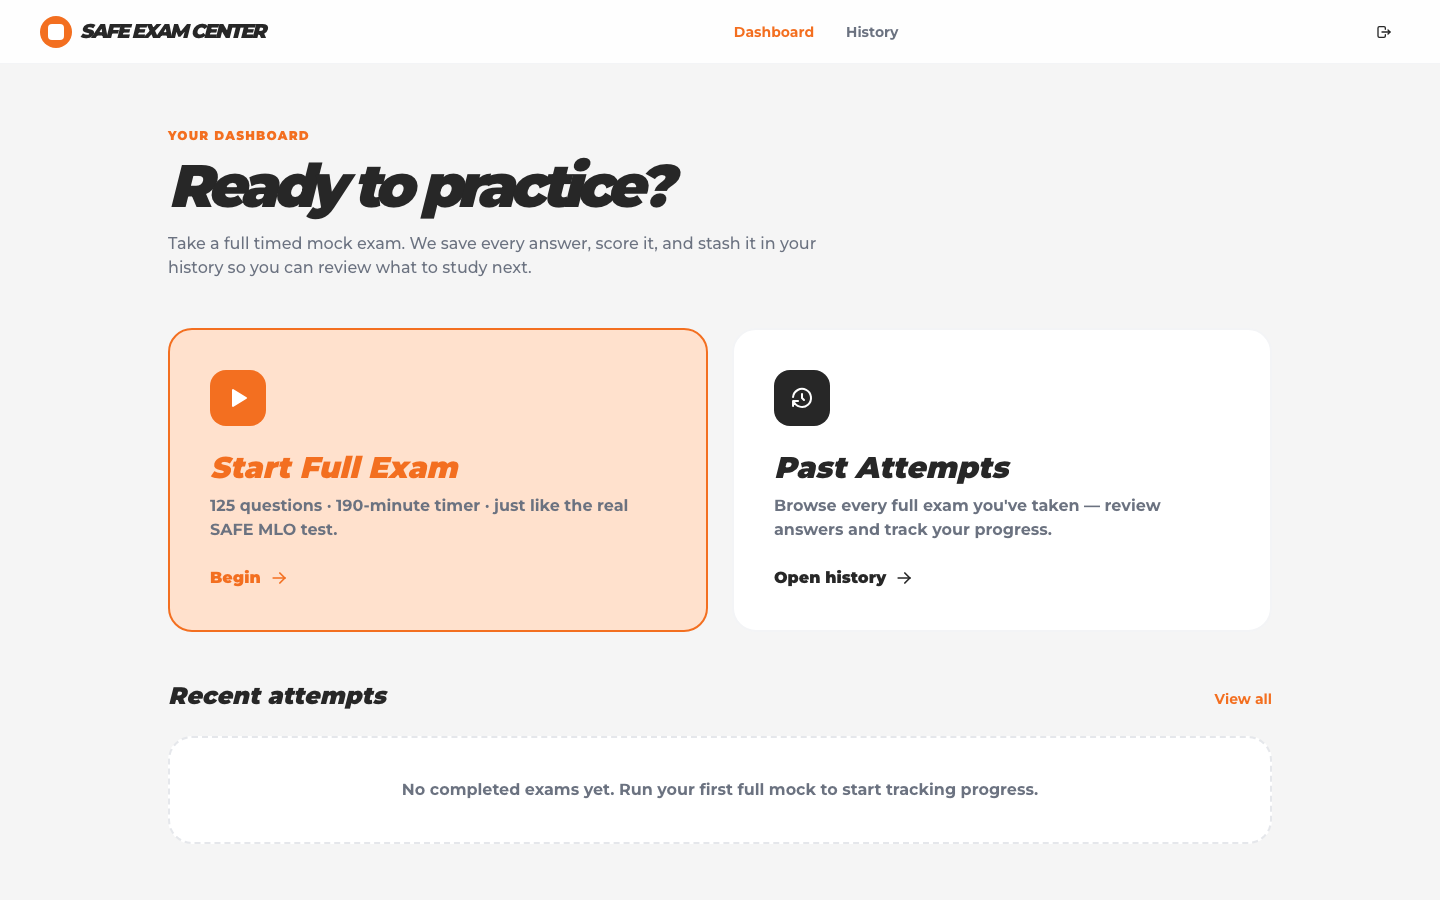 SAFE EXAM CENTER
Dashboard
History
YOUR DASHBOARD
Ready to practice?
Take a full timed mock exam. We save every answer, score it, and stash it in your
history so you can review what to study next.
Start Full Exam
125 questions · 190-minute timer · just like the real
SAFE MLO test.
Begin →
Past Attempts
Browse every full exam you've taken — review
answers and track your progress.
Open history →
Recent attempts
View all
No completed exams yet. Run your first full mock to start tracking progress.